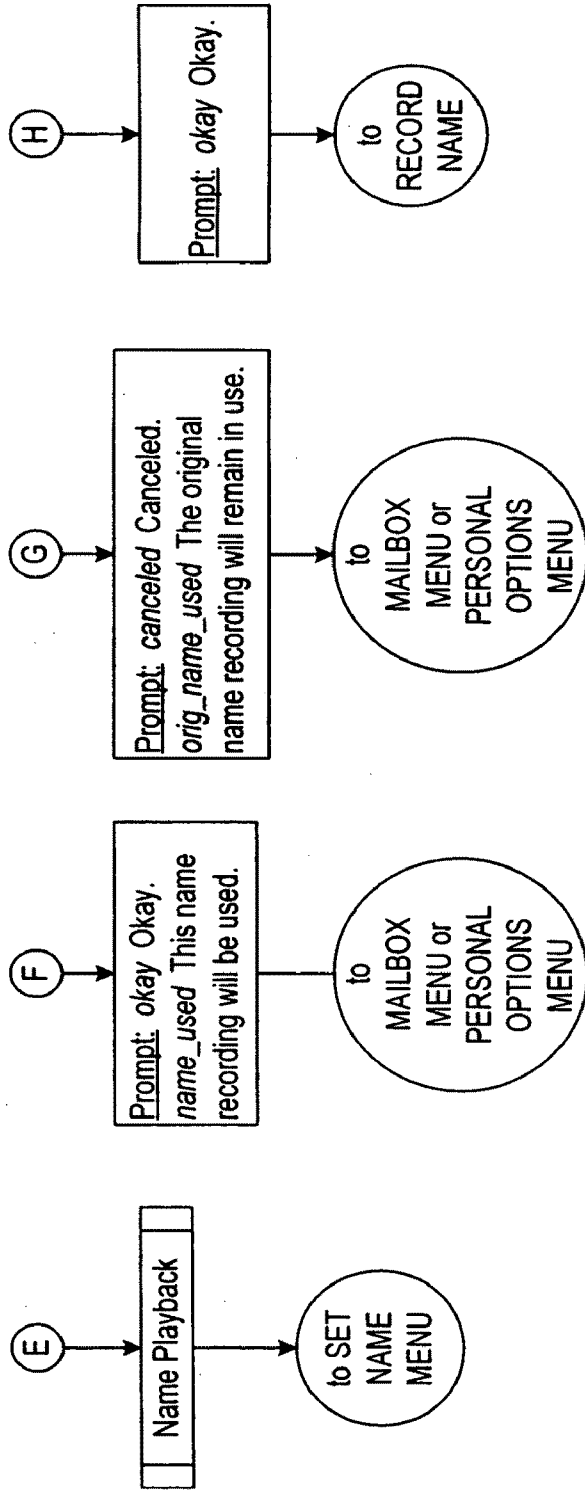 E
Name Playback
to SET
NAME
MENU
F
Prompt: okay Okay.
name_used This name
recording will be used.
to
MAILBOX
MENU or
PERSONAL
OPTIONS
MENU
G
Prompt: canceled Canceled.
orig_name_used The original
name recording will remain in use.
to
MAILBOX
MENU or
PERSONAL
OPTIONS
MENU
H
Prompt: okay Okay.
to
RECORD
NAME